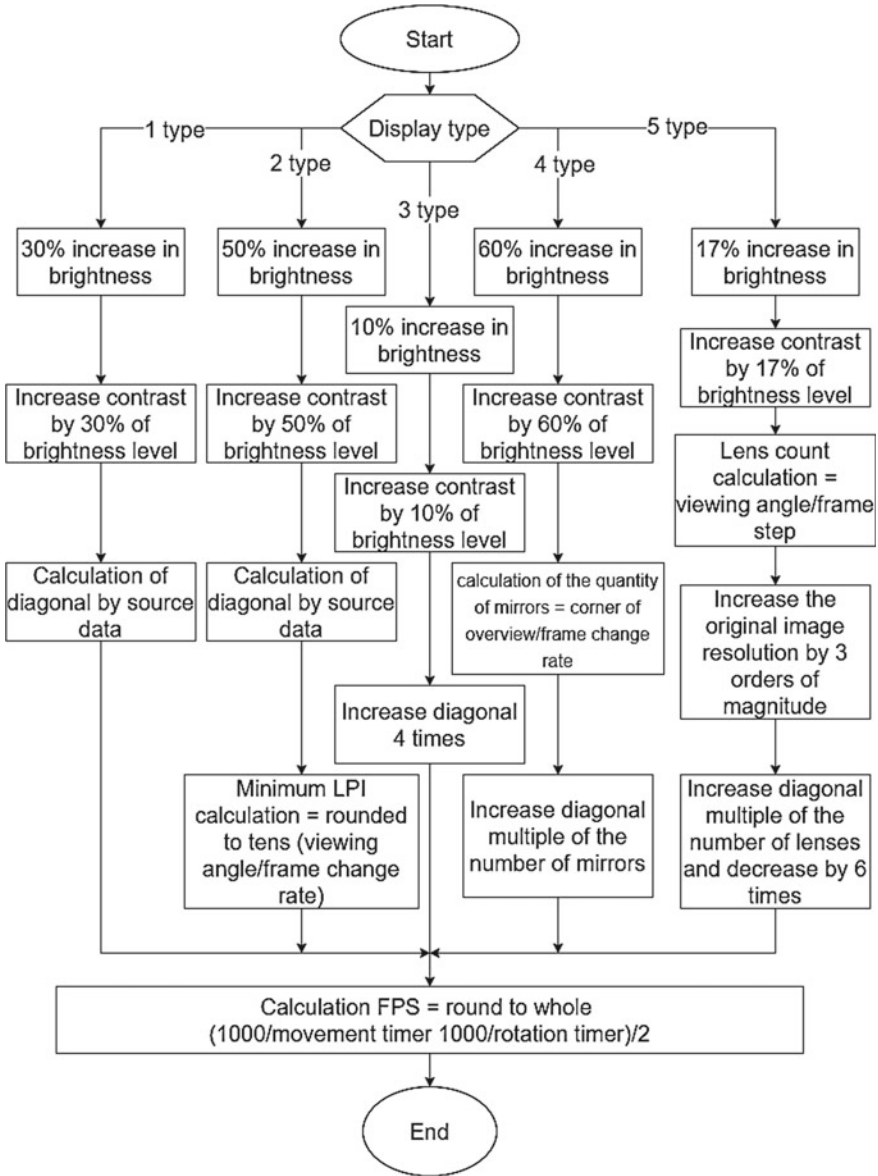 Start
Display type
1 type
2 type
3 type
4 type
5 type
30% increase in
brightness
Increase contrast
by 30% of
brightness level
Calculation of
diagonal by source
data
50% increase in
brightness
Increase contrast
by 50% of
brightness level
Calculation of
diagonal by source
data
Minimum LPI
calculation = rounded
to tens (viewing
angle/frame change
rate)
10% increase in
brightness
Increase contrast
by 10% of
brightness level
Increase diagonal
4 times
60% increase in
brightness
Increase contrast
by 60% of
brightness level
calculation of the quantity
of mirrors = corner of
overview/frame change
rate
Increase diagonal
multiple of the
number of mirrors
17% increase in
brightness
Increase contrast
by 17% of
brightness level
Lens count
calculation =
viewing angle/frame
step
Increase the
original image
resolution by 3
orders of
magnitude
Increase diagonal
multiple of the
number of lenses
and decrease by 6
times
Calculation FPS = round to whole
(1000/movement timer 1000/rotation timer)/2
End